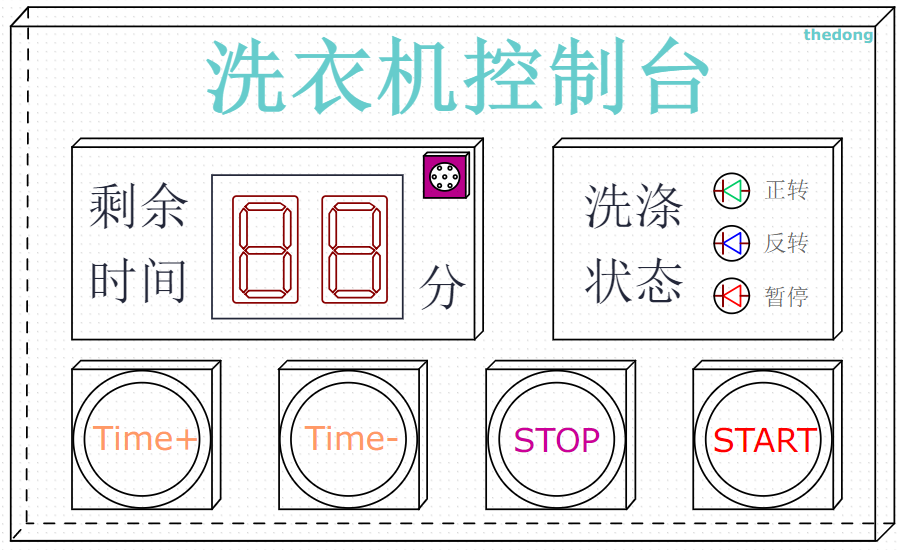 thedong
洗衣机控制台
剩余
时间
分
洗涤
状态
正转
反转
暂停
Time+
Time-
STOP
START